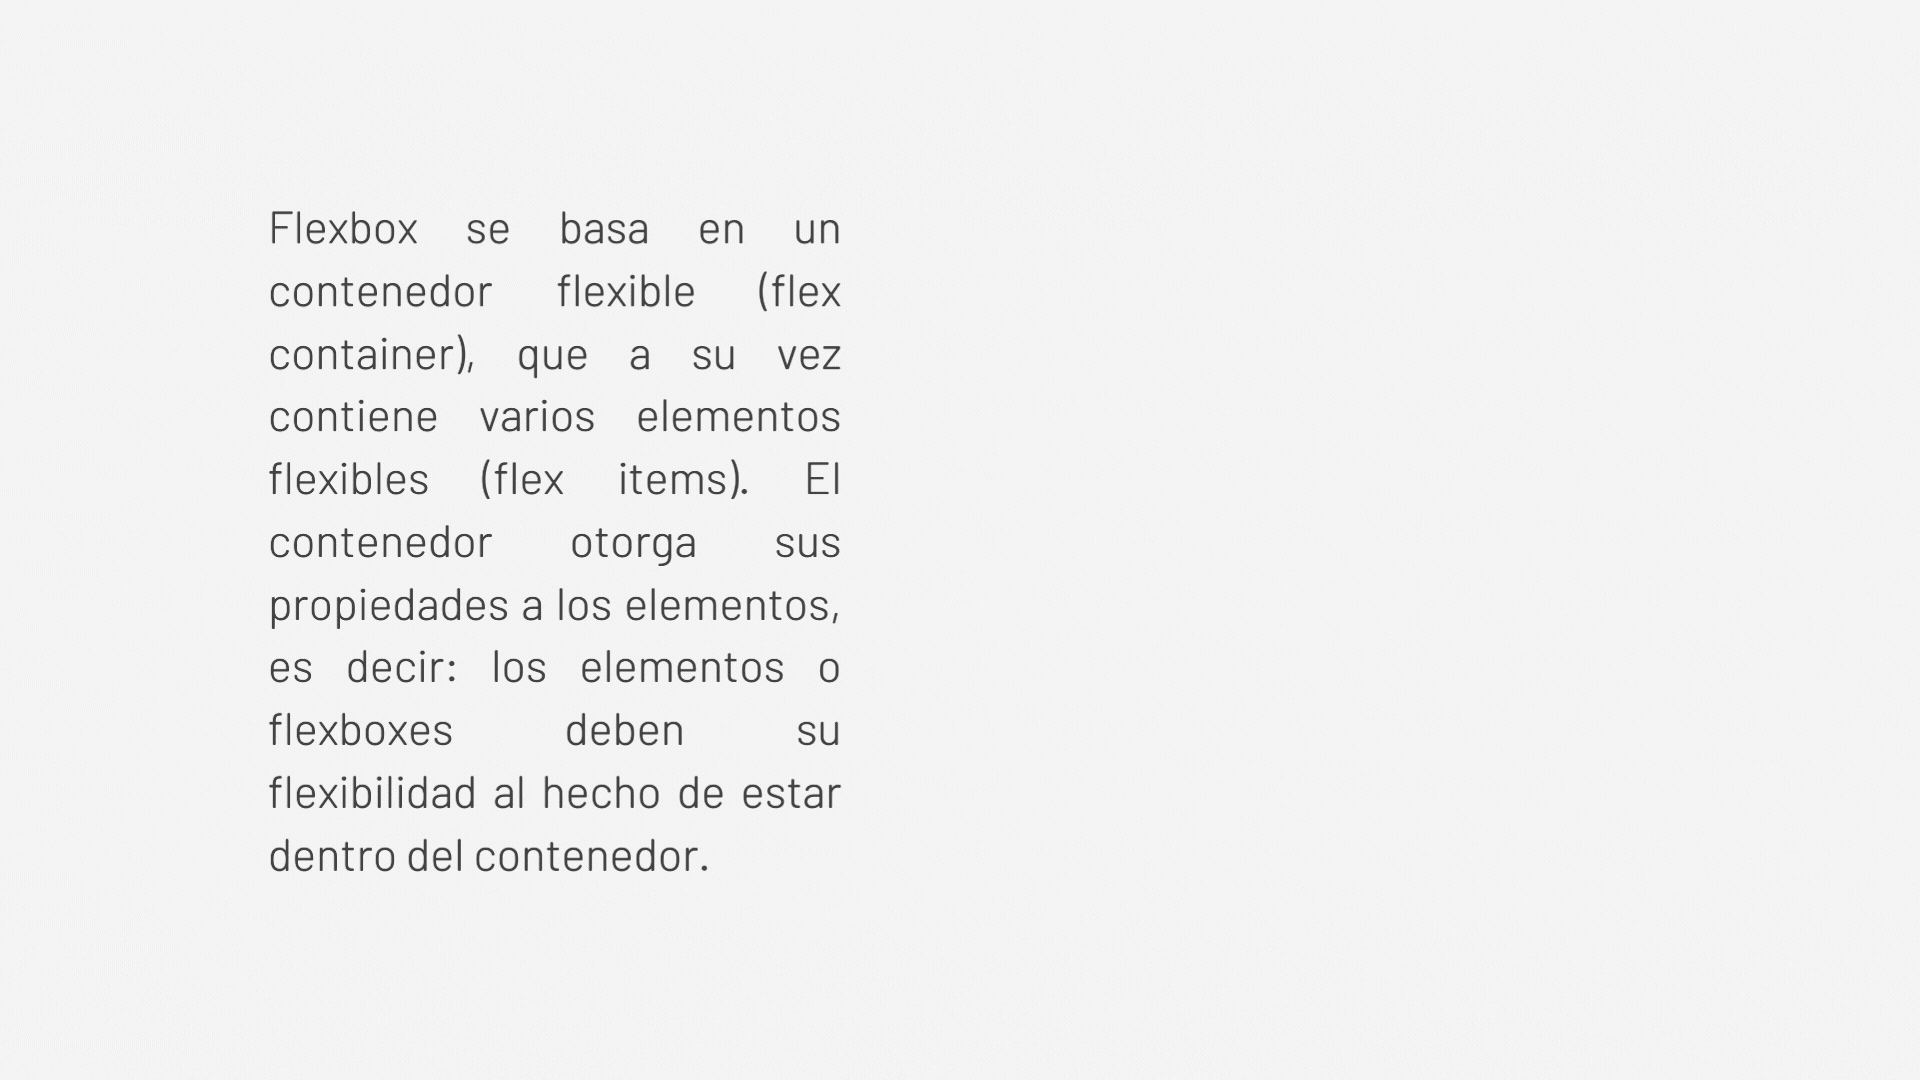 Flexbox se basa en un
contenedor flexible (flex
container), que a su vez
contiene varios elementos
flexibles (flex items). El
contenedor otorga sus
propiedades a los elementos,
es decir: los elementos o
flexboxes deben su
flexibilidad al hecho de estar
dentro del contenedor.